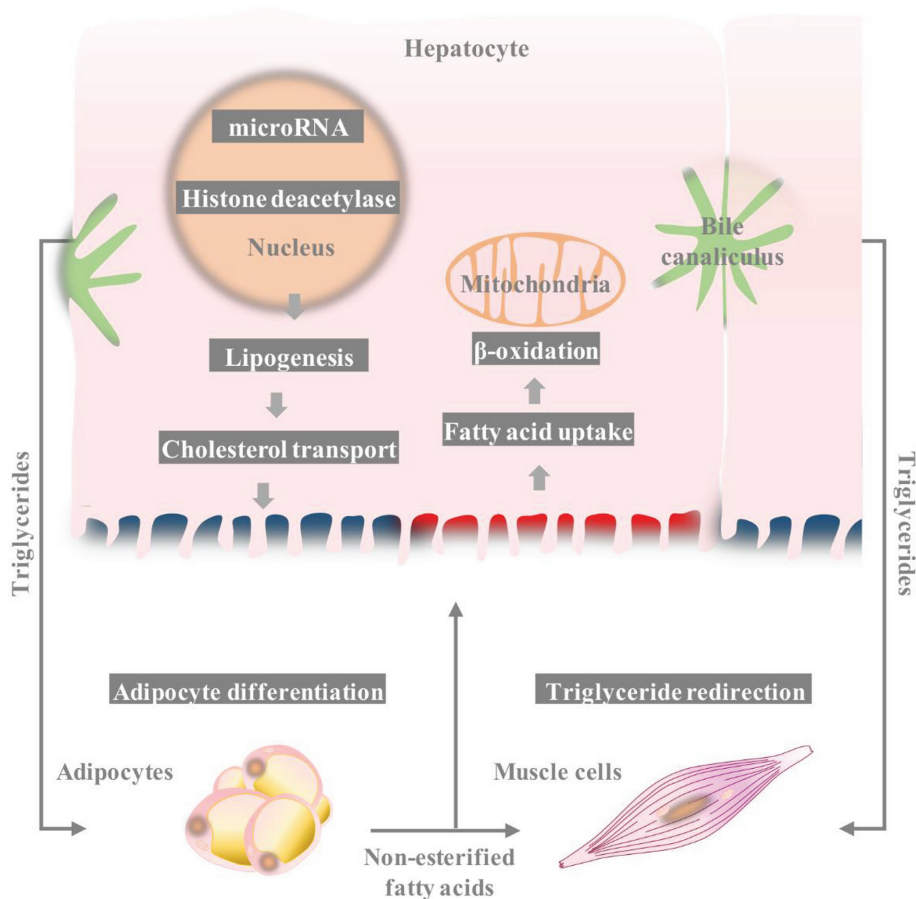 Hepatocyte
microRNA
Histone deacetylase
Nucleus
Bile
canaliculus
Mitochondria
Lipogenesis
β-oxidation
Cholesterol transport
Fatty acid uptake
Triglycerides
Triglycerides
Adipocyte differentiation
Triglyceride redirection
Adipocytes
Muscle cells
Non-esterified
fatty acids